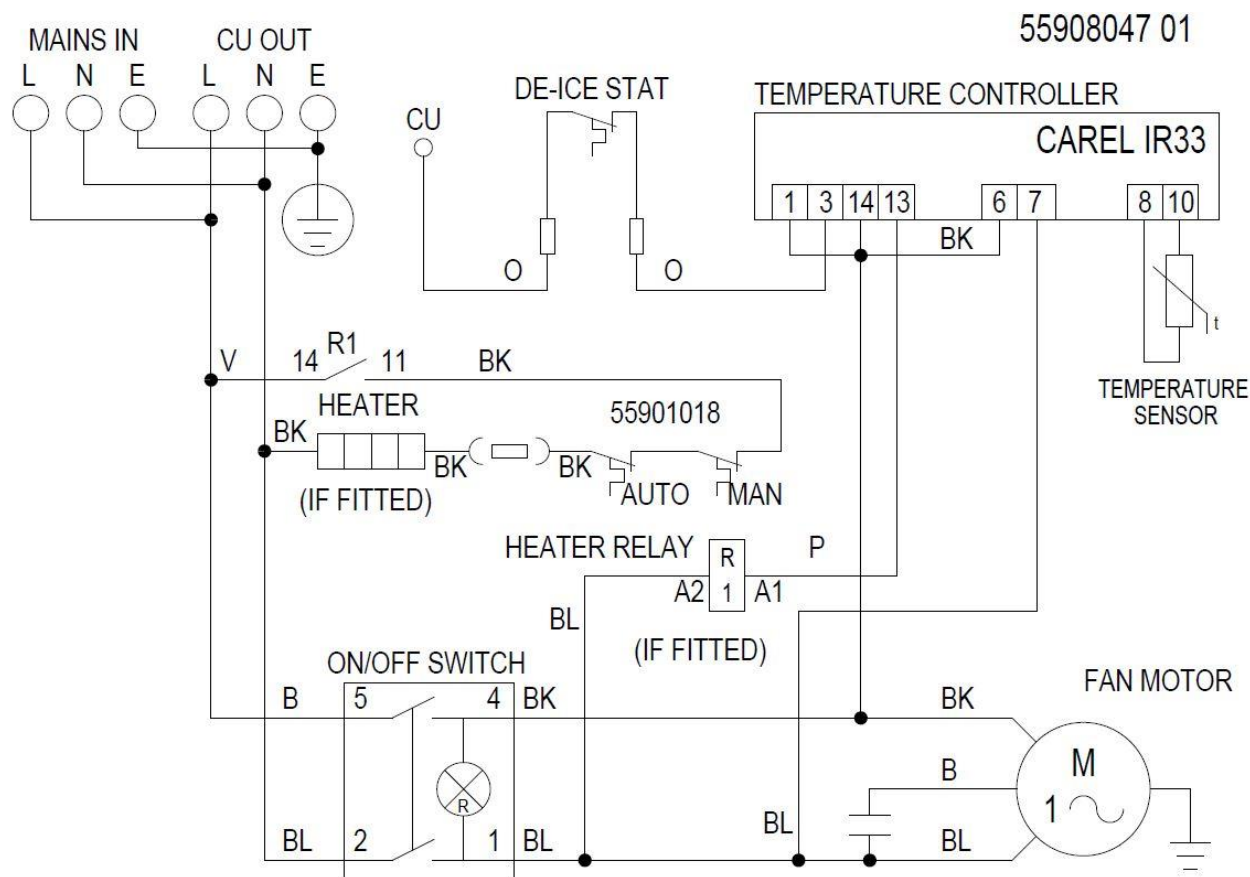 55908047 01
MAINS IN
CU OUT
L N E L N E
DE-ICE STAT
TEMPERATURE CONTROLLER
CU
CAREL IR33
1 3 14 13 6 7 8 10
BK
O
O
t
V
14 R1 11
BK
TEMPERATURE
SENSOR
HEATER
55901018
BK
BK
BK
(IF FITTED)
AUTO
MAN
HEATER RELAY
R
1
P
A2
A1
BL
(IF FITTED)
ON/OFF SWITCH
FAN MOTOR
B 5 4 BK
BK
M
1
B
R
BL
BL 2 1 BL
BL